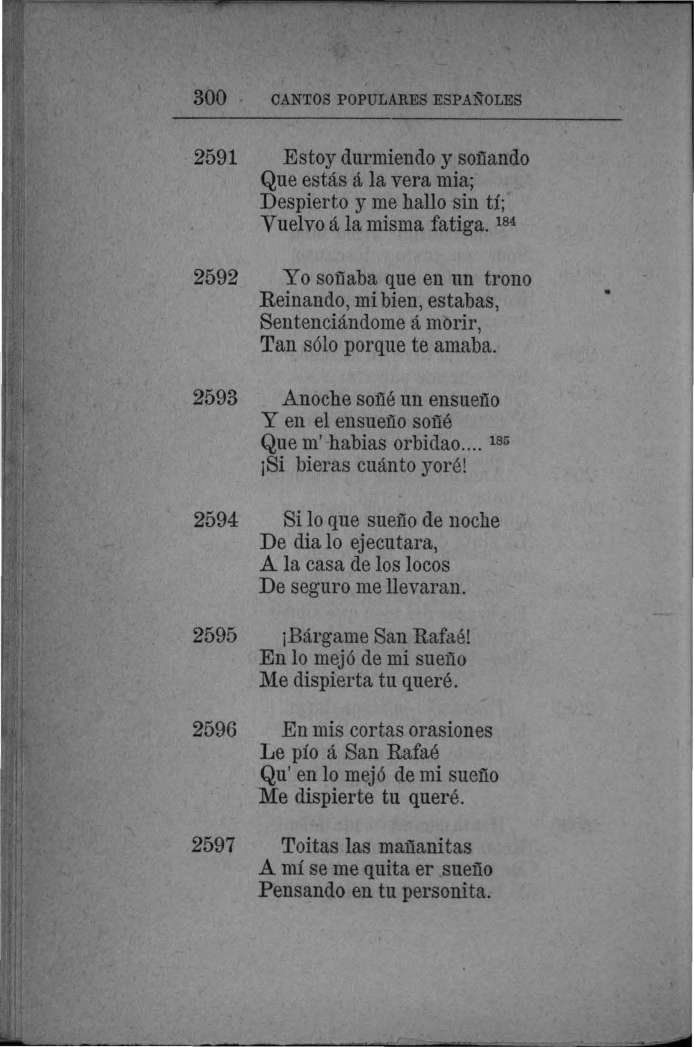 300 CANTOS POPULARES ESPAÑOLES
2591 Estoy durmiendo y soñando
Que estás á la vera mia;
Despierto y me hallo sin tí;
Vuelvo á la misma fatiga. 184
2592 Yo soñaba que en un trono
Reinando, mi bien, estabas,
Sentenciándome á morir,
Tan sólo porque te amaba.
2593 Anoche soñé un ensueño
Y en el ensueño soñé
Que m' habias orbidao.... 185
¡Si bieras cuánto yoré!
2594 Si lo que sueño de noche
De dia lo ejecutara,
A la casa de los locos
De seguro me llevaran.
2595 ¡Bárgame San Rafaé!
En lo mejó de mi sueño
Me dispierta tu queré.
2596 En mis cortas orasiones
Le pío á San Rafaé
Qu' en lo mejó de mi sueño
Me dispierte tu queré.
2597 Toitas las mañanitas
A mí se me quita er sueño
Pensando en tu personita.